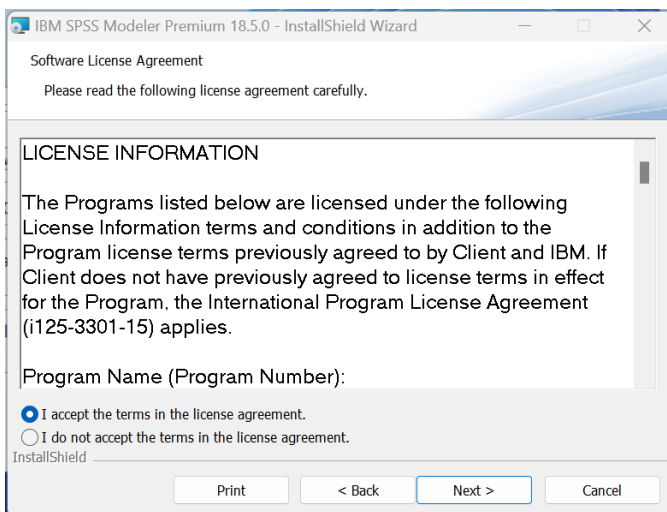 IBM SPSS Modeler Premium 18.5.0 - InstallShield Wizard
Software License Agreement
Please read the following license agreement carefully.
LICENSE INFORMATION
The Programs listed below are licensed under the following
License Information terms and conditions in addition to the
Program license terms previously agreed to by Client and IBM. If
Client does not have previously agreed to license terms in effect
for the Program, the International Program License Agreement
(i125-3301-15) applies.
Program Name (Program Number):
I accept the terms in the license agreement.
I do not accept the terms in the license agreement.
InstallShield
Print
< Back
Next >
Cancel